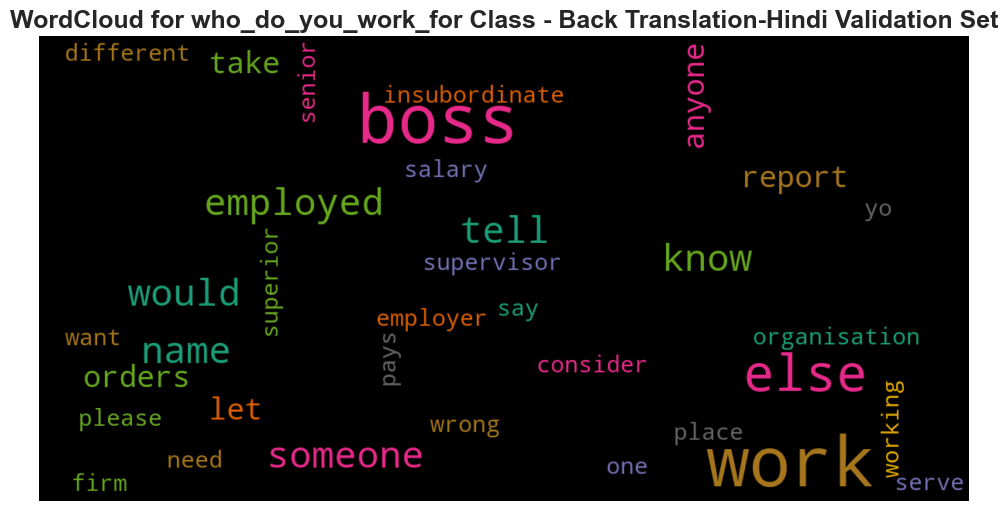 WordCloud for who_do_you_work_for Class - Back Translation-Hindi Validation Set
different
take
senior
anyone
insubordinate
boss
salary
report
employed
yo
tell
superior
know
supervisor
would
say
employer
want
pays
organisation
name
consider
else
orders
working
let
please
wrong
place
someone
work
need
one
firm
serve